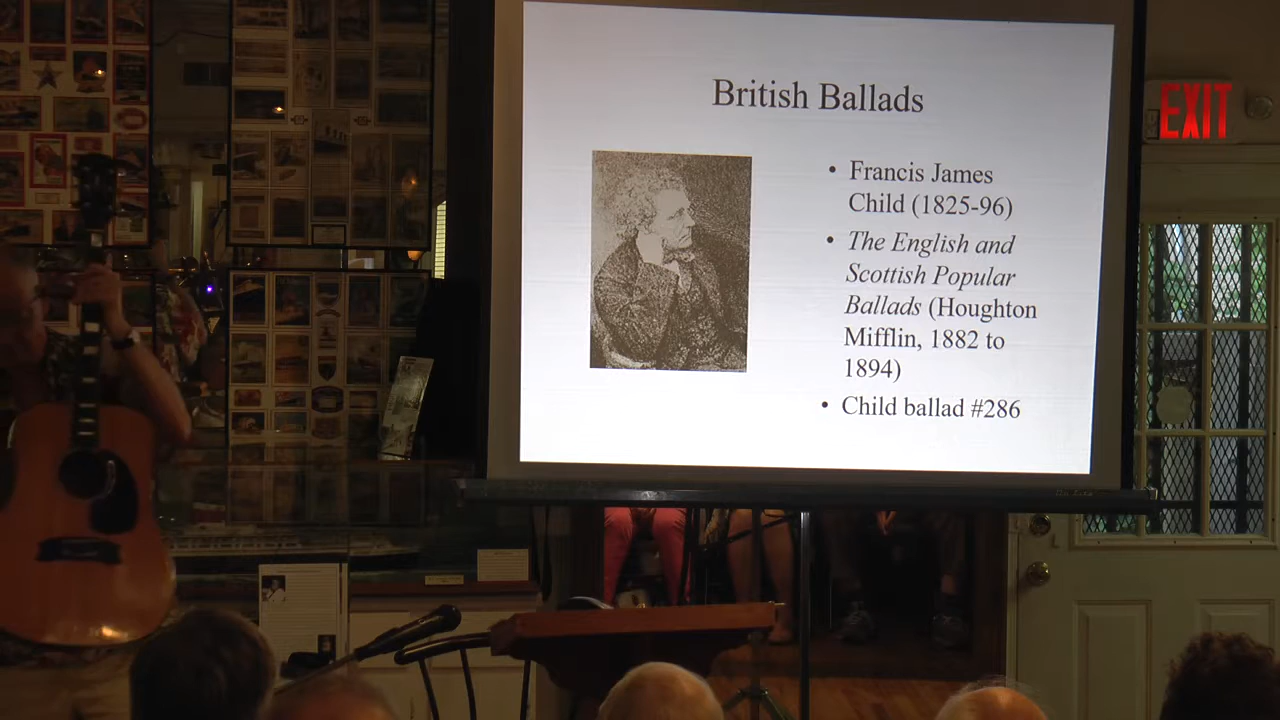 British Ballads
• Francis James
Child (1825-96)
• The English and
Scottish Popular
Ballads (Houghton
Mifflin, 1882 to
1894)
• Child ballad #286
EXIT